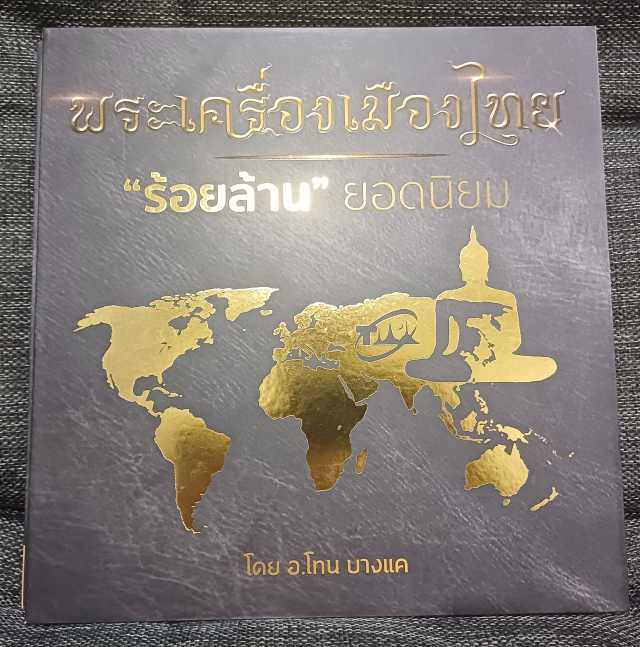 พระเครื่องเมืองไทย
“ร้อยล้าน” ยอดนิยม
โดย อ.โทน บางแค